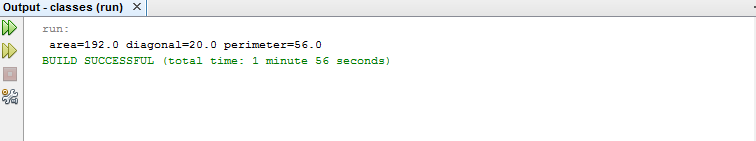 Output - classes (run)
run:
area=192.0 diagonal=20.0 perimeter=56.0
BUILD SUCCESSFUL (total time: 1 minute 56 seconds)